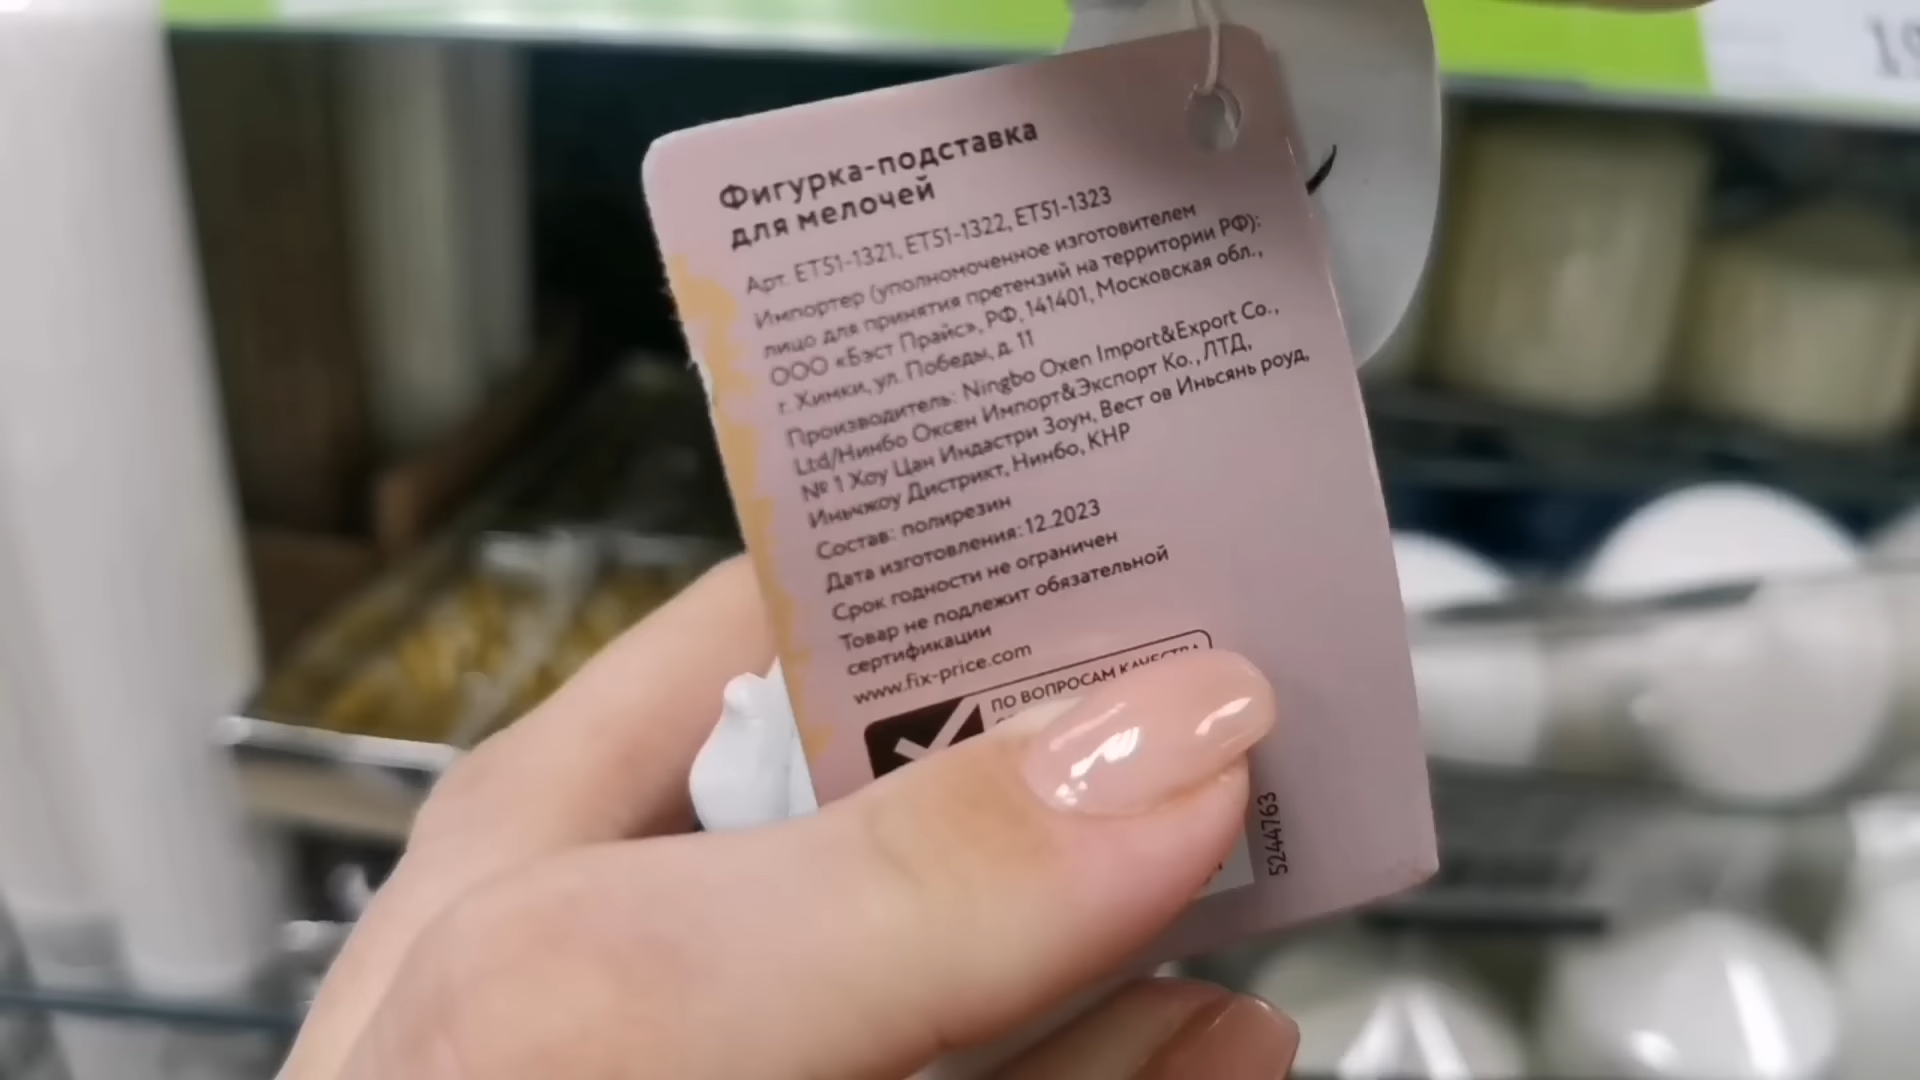 Фигурка-подставка
для мелочей
Арт. ET51-1321, ET51-1322, ET51-1323
Импортер (уполномоченное изготовителем
лицо для принятия претензий на территории РФ):
ООО «Бэст Прайс», РФ, 141401, Московская обл.,
г. Химки, ул. Победы, д. 11
Производитель: Ningbo Oxen Import&Export Co.,
Ltd/Нинбо Оксен Импорт&Экспорт Ко., ЛТД,
№ 1 Хоу Цан Индастри Зоун, Вест ов Иньсянь роуд,
Иньчжоу Дистрикт, Нинбо, КНР
Состав: полирезин
Дата изготовления: 12.2023
Срок годности не ограничен
Товар не подлежит обязательной
сертификации
www.fix-price.com
ПО ВОПРОСАМ КАЧЕСТВА
5244763